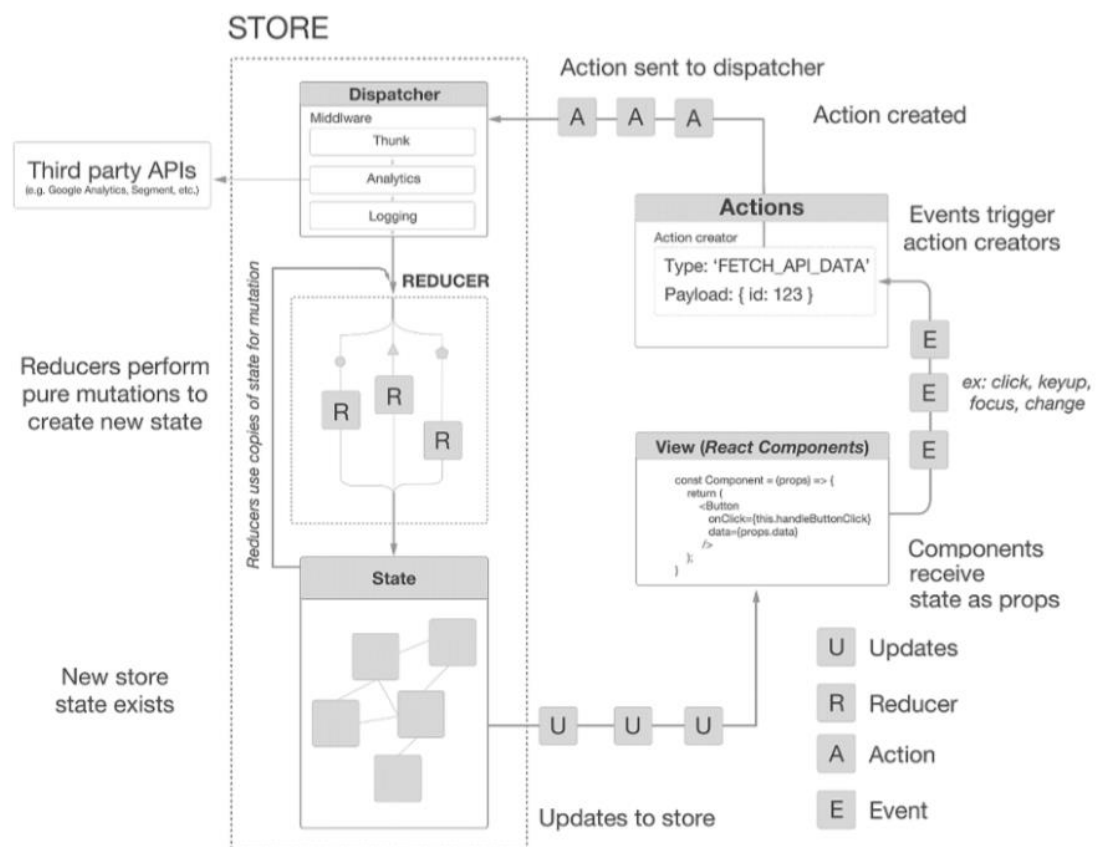 STORE
Action sent to dispatcher
Dispatcher
Middlware
Thunk
Analytics
Logging
A A A
Action created
Third party APIs
(e.g. Google Analytics, Segment, etc.)
Actions
Action creator
Type: ‘FETCH_API_DATA’
Payload: { id: 123 }
Events trigger
action creators
REDUCER
Reducers use copies of state for mutation
Reducers perform
pure mutations to
create new state
R
R
R
E
E
E
ex: click, keyup,
focus, change
View (React Components)
const Component = (props) => {
return (
<Button
onClick={this.handleButtonClick}
data={props.data}
/>
);
}
Components
receive
state as props
State
New store
state exists
U U U
Updates to store
U Updates
R Reducer
A Action
E Event